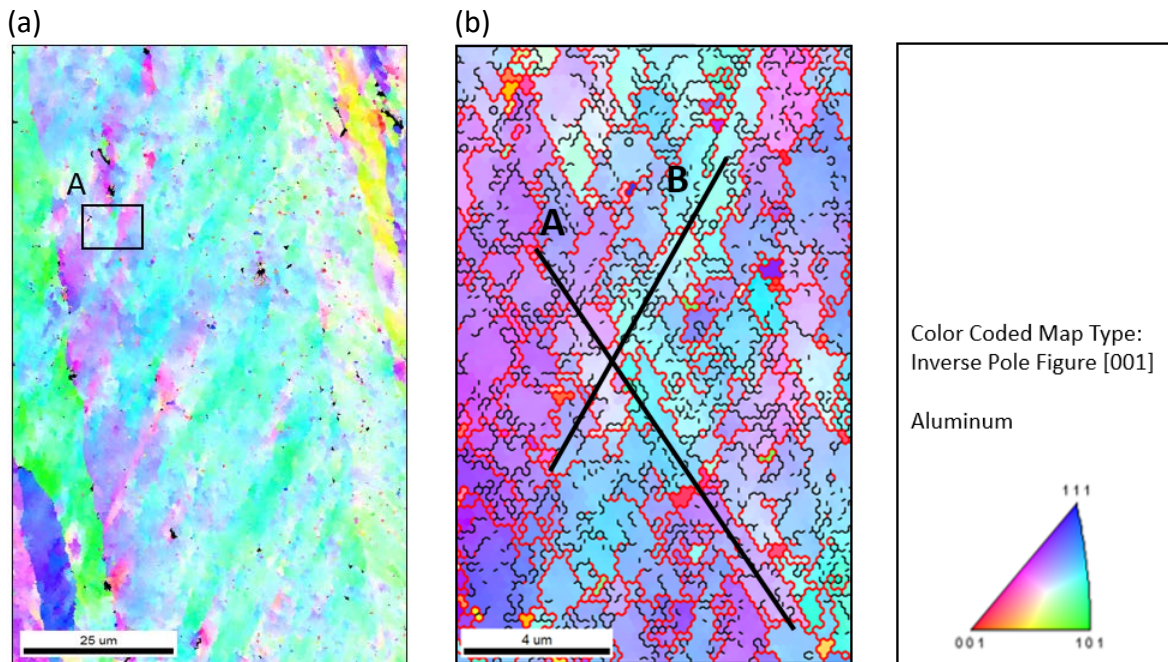 (a)
A
25 um
(b)
A
B
4 um
Color Coded Map Type:
Inverse Pole Figure [001]
Aluminum
111
001
101